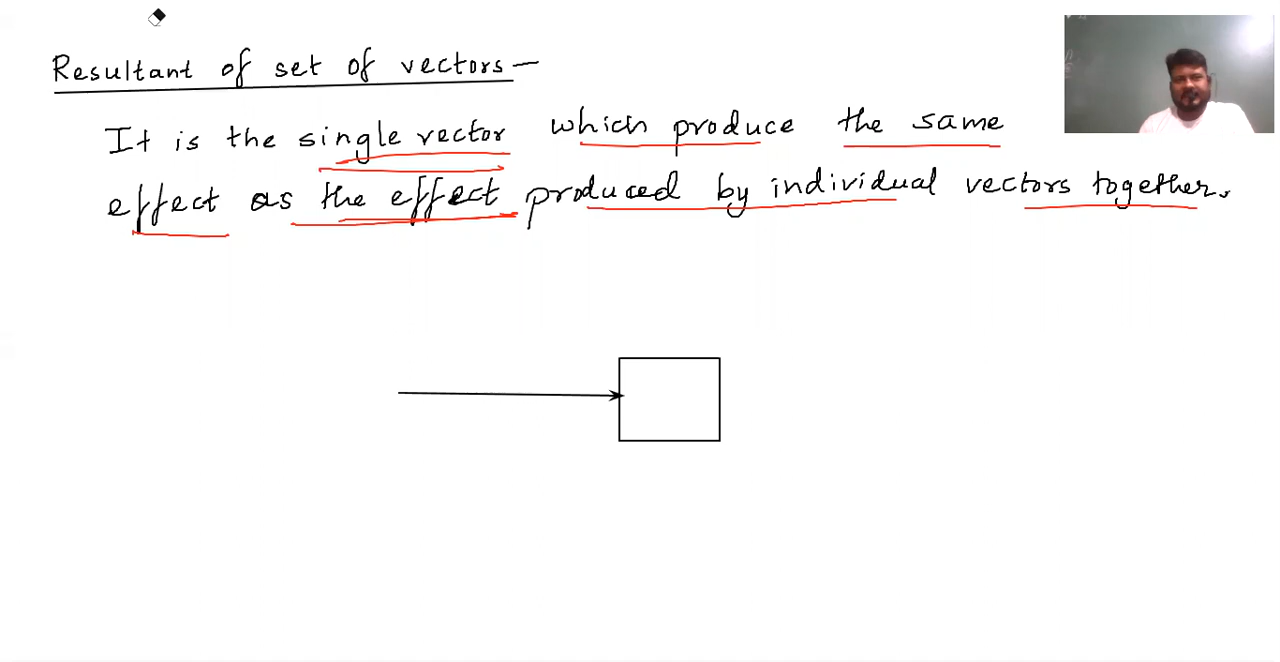 Resultant of set of vectors —
It is the single vector which produce the same
effect as the effect produced by individual vectors together.